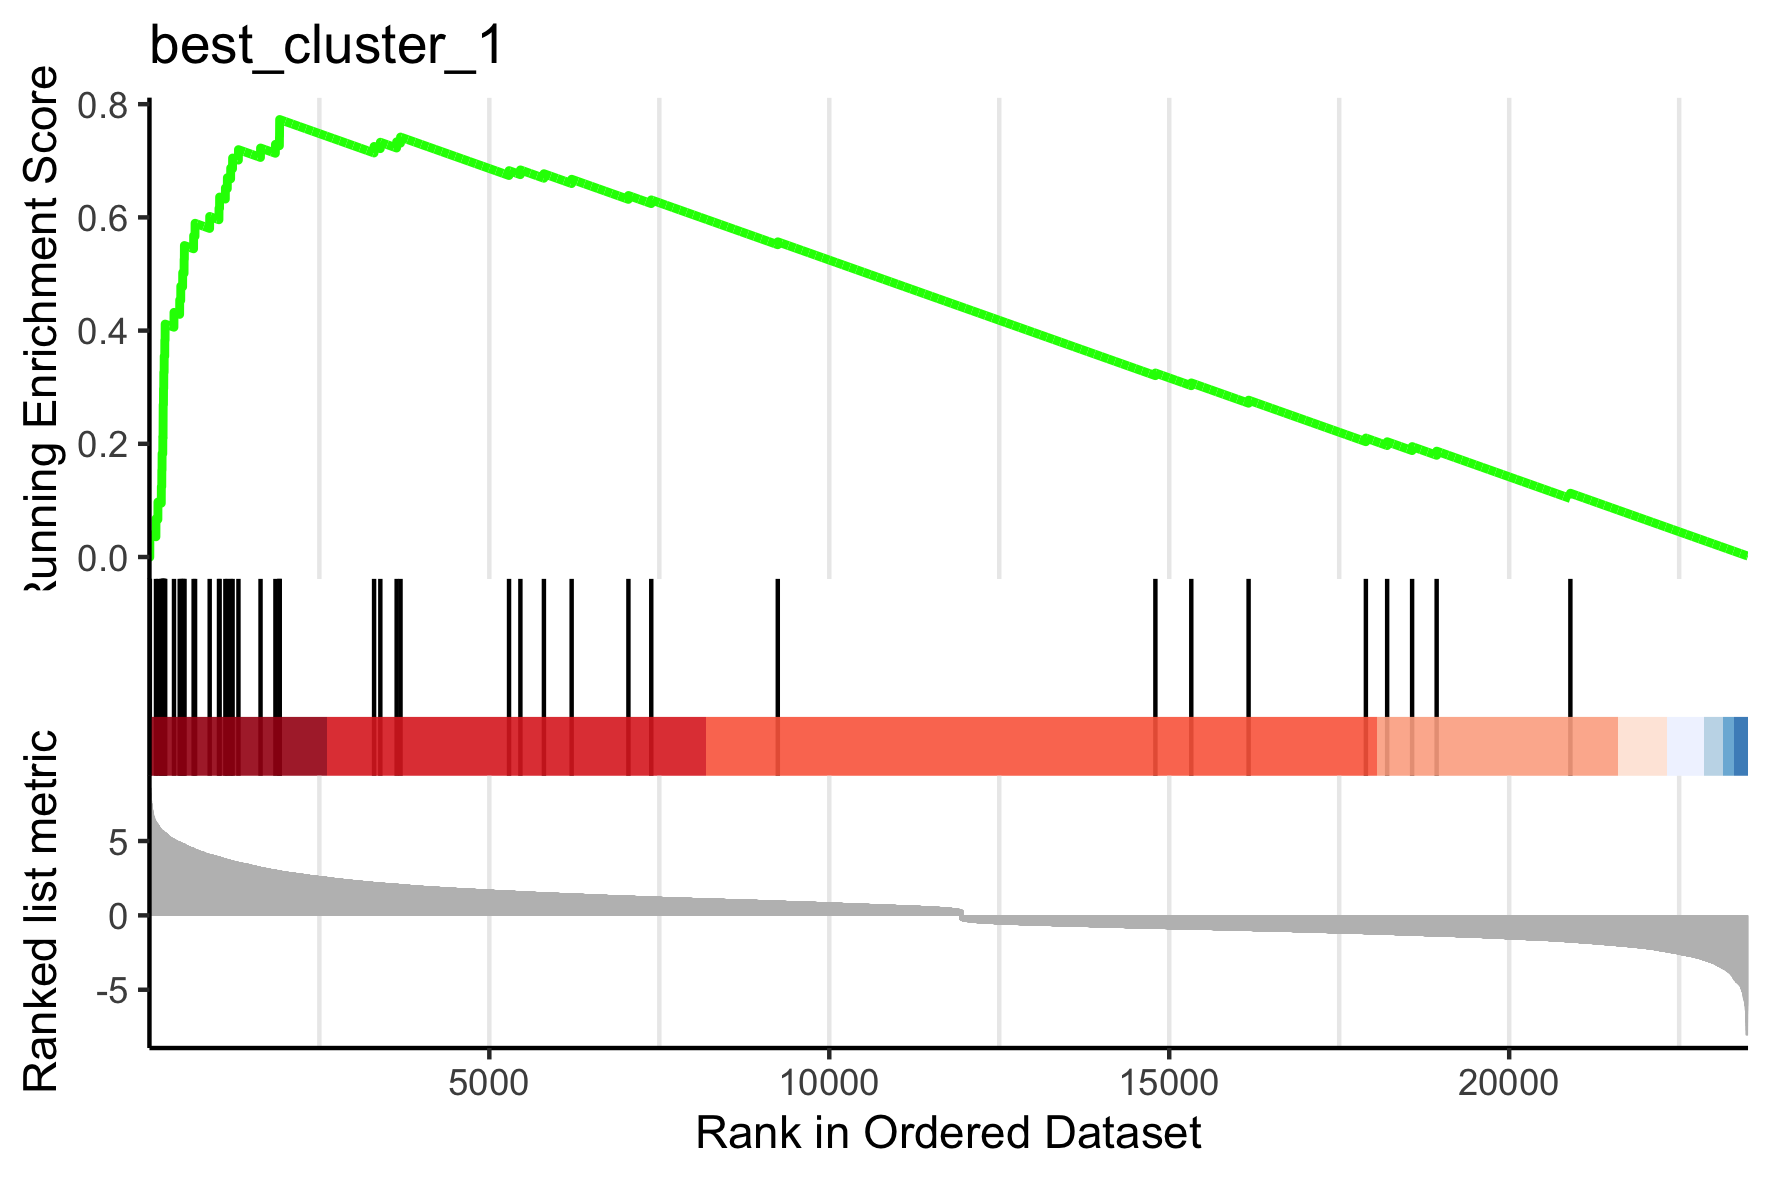 best_cluster_1
Running Enrichment Score
0.8
0.6
0.4
0.2
0.0
Ranked list metric
5
0
-5
5000 10000 15000 20000
Rank in Ordered Dataset